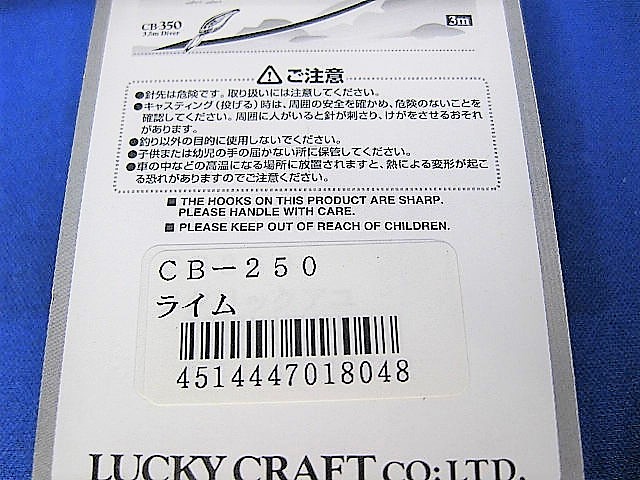 CB-350
3.5m Diver
3m
ご注意
●針先は危険です。取り扱いには注意してください。
●キャスティング（投げる）時は、周囲の安全を確かめ、危険のないことを
確認してください。周囲に人がいると針が刺さり、けがをさせるおそれ
があります。
●釣り以外の目的に使用しないでください。
●子供または幼児の手の届かない所に保管してください。
●車の中などの高温になる場所に放置されますと、熱による変形が起こ
る恐れがありますのでご注意ください。
■ THE HOOKS ON THIS PRODUCT ARE SHARP.
PLEASE HANDLE WITH CARE.
■ PLEASE KEEP OUT OF REACH OF CHILDREN.
ＣＢ－２５０
ライム
4514447018048
LUCKY CRAFT CO:LTD.